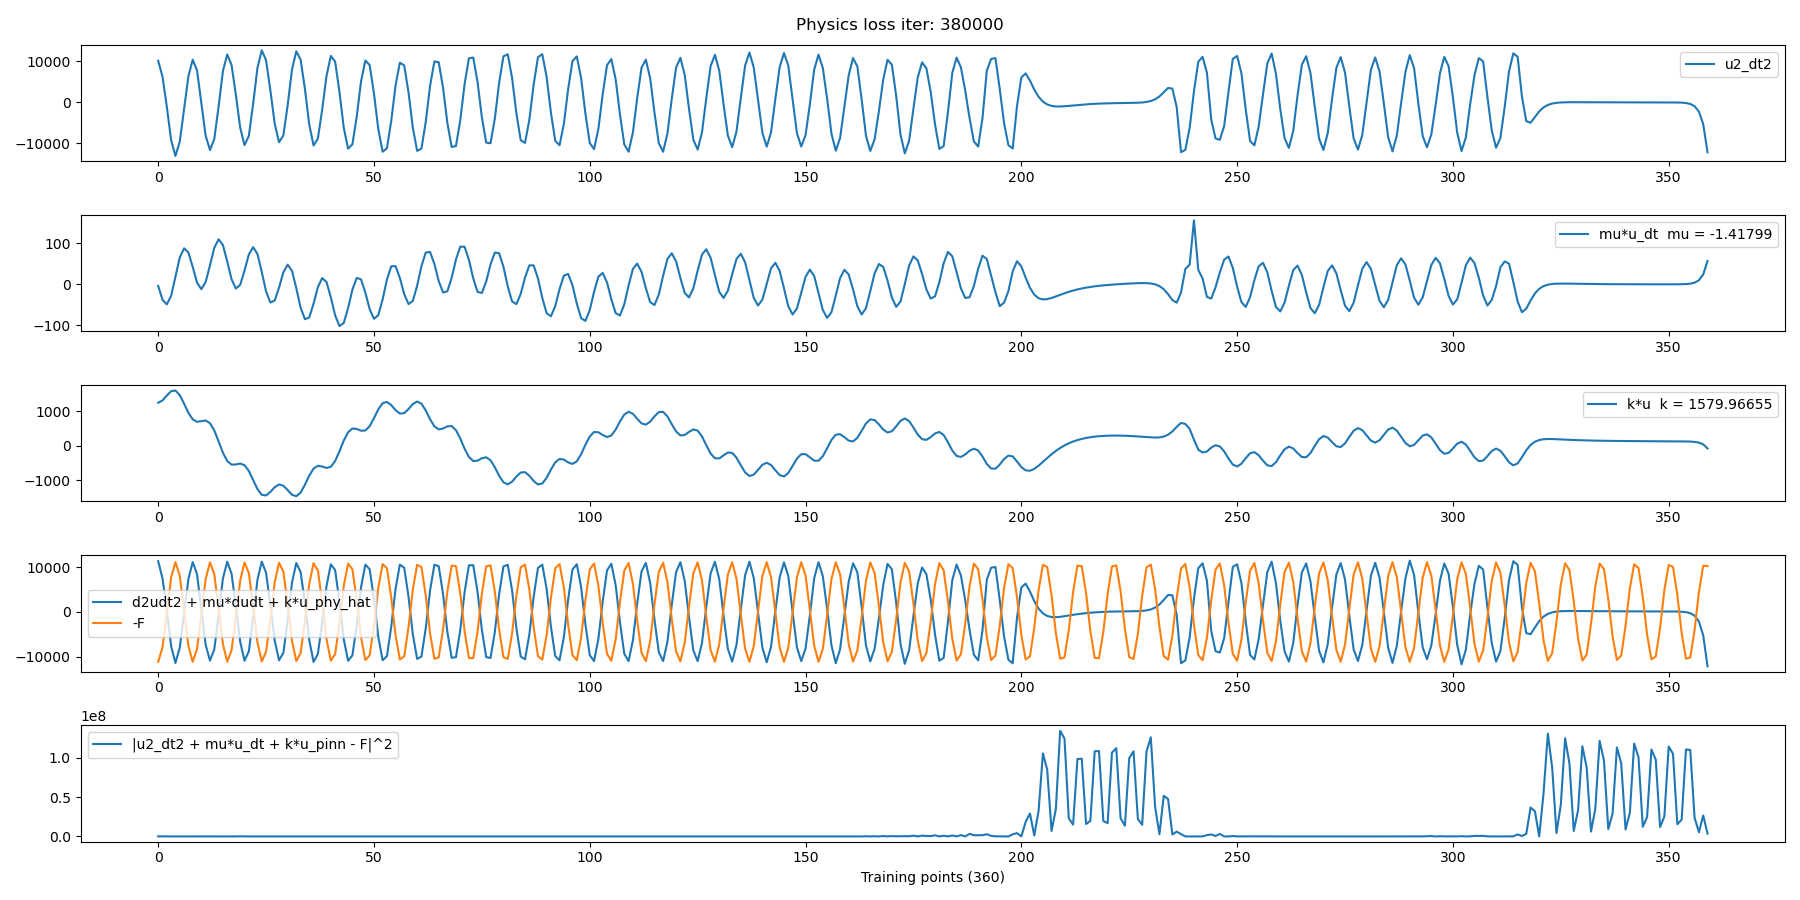 Physics loss iter: 380000
10000
0
−10000
u2_dt2
0 50 100 150 200 250 300 350
100
0
−100
mu*u_dt mu = -1.41799
0 50 100 150 200 250 300 350
1000
0
−1000
k*u k = 1579.96655
0 50 100 150 200 250 300 350
10000
0
−10000
d2udt2 + mu*dudt + k*u_phy_hat
-F
0 50 100 150 200 250 300 350
1e8
1.0
0.5
0.0
|u2_dt2 + mu*u_dt + k*u_pinn - F|^2
0 50 100 150 200 250 300 350
Training points (360)